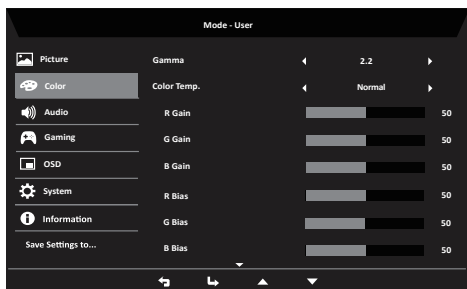 Mode - User
Picture
Color
Audio
Gaming
OSD
System
Information
Save Settings to...
Gamma 2.2
Color Temp. Normal
R Gain 50
G Gain 50
B Gain 50
R Bias 50
G Bias 50
B Bias 50